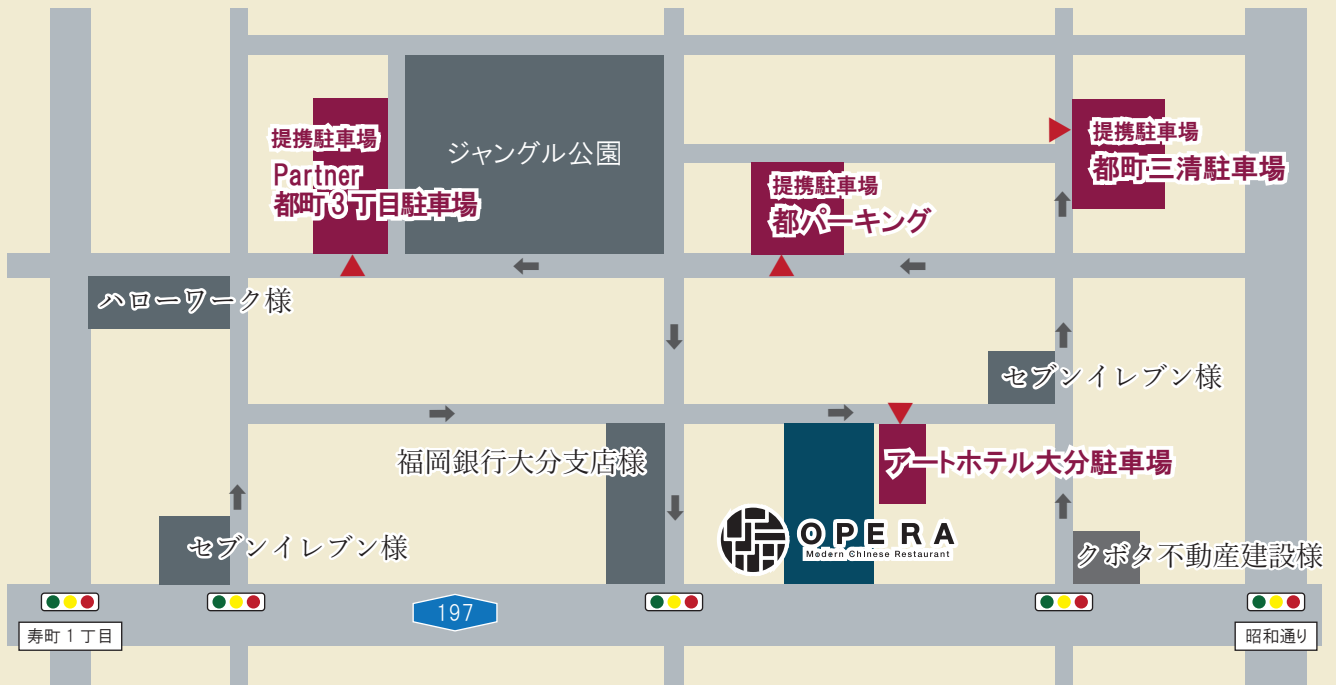 提携駐車場
Partner
都町3丁目駐車場
ジャングル公園
提携駐車場
都パーキング
提携駐車場
都町三清駐車場
ハローワーク様
セブンイレブン様
福岡銀行大分支店様
アートホテル大分駐車場
セブンイレブン様
OPERA
Modern Chinese Restaurant
クボタ不動産建設様
197
寿町1丁目
昭和通り